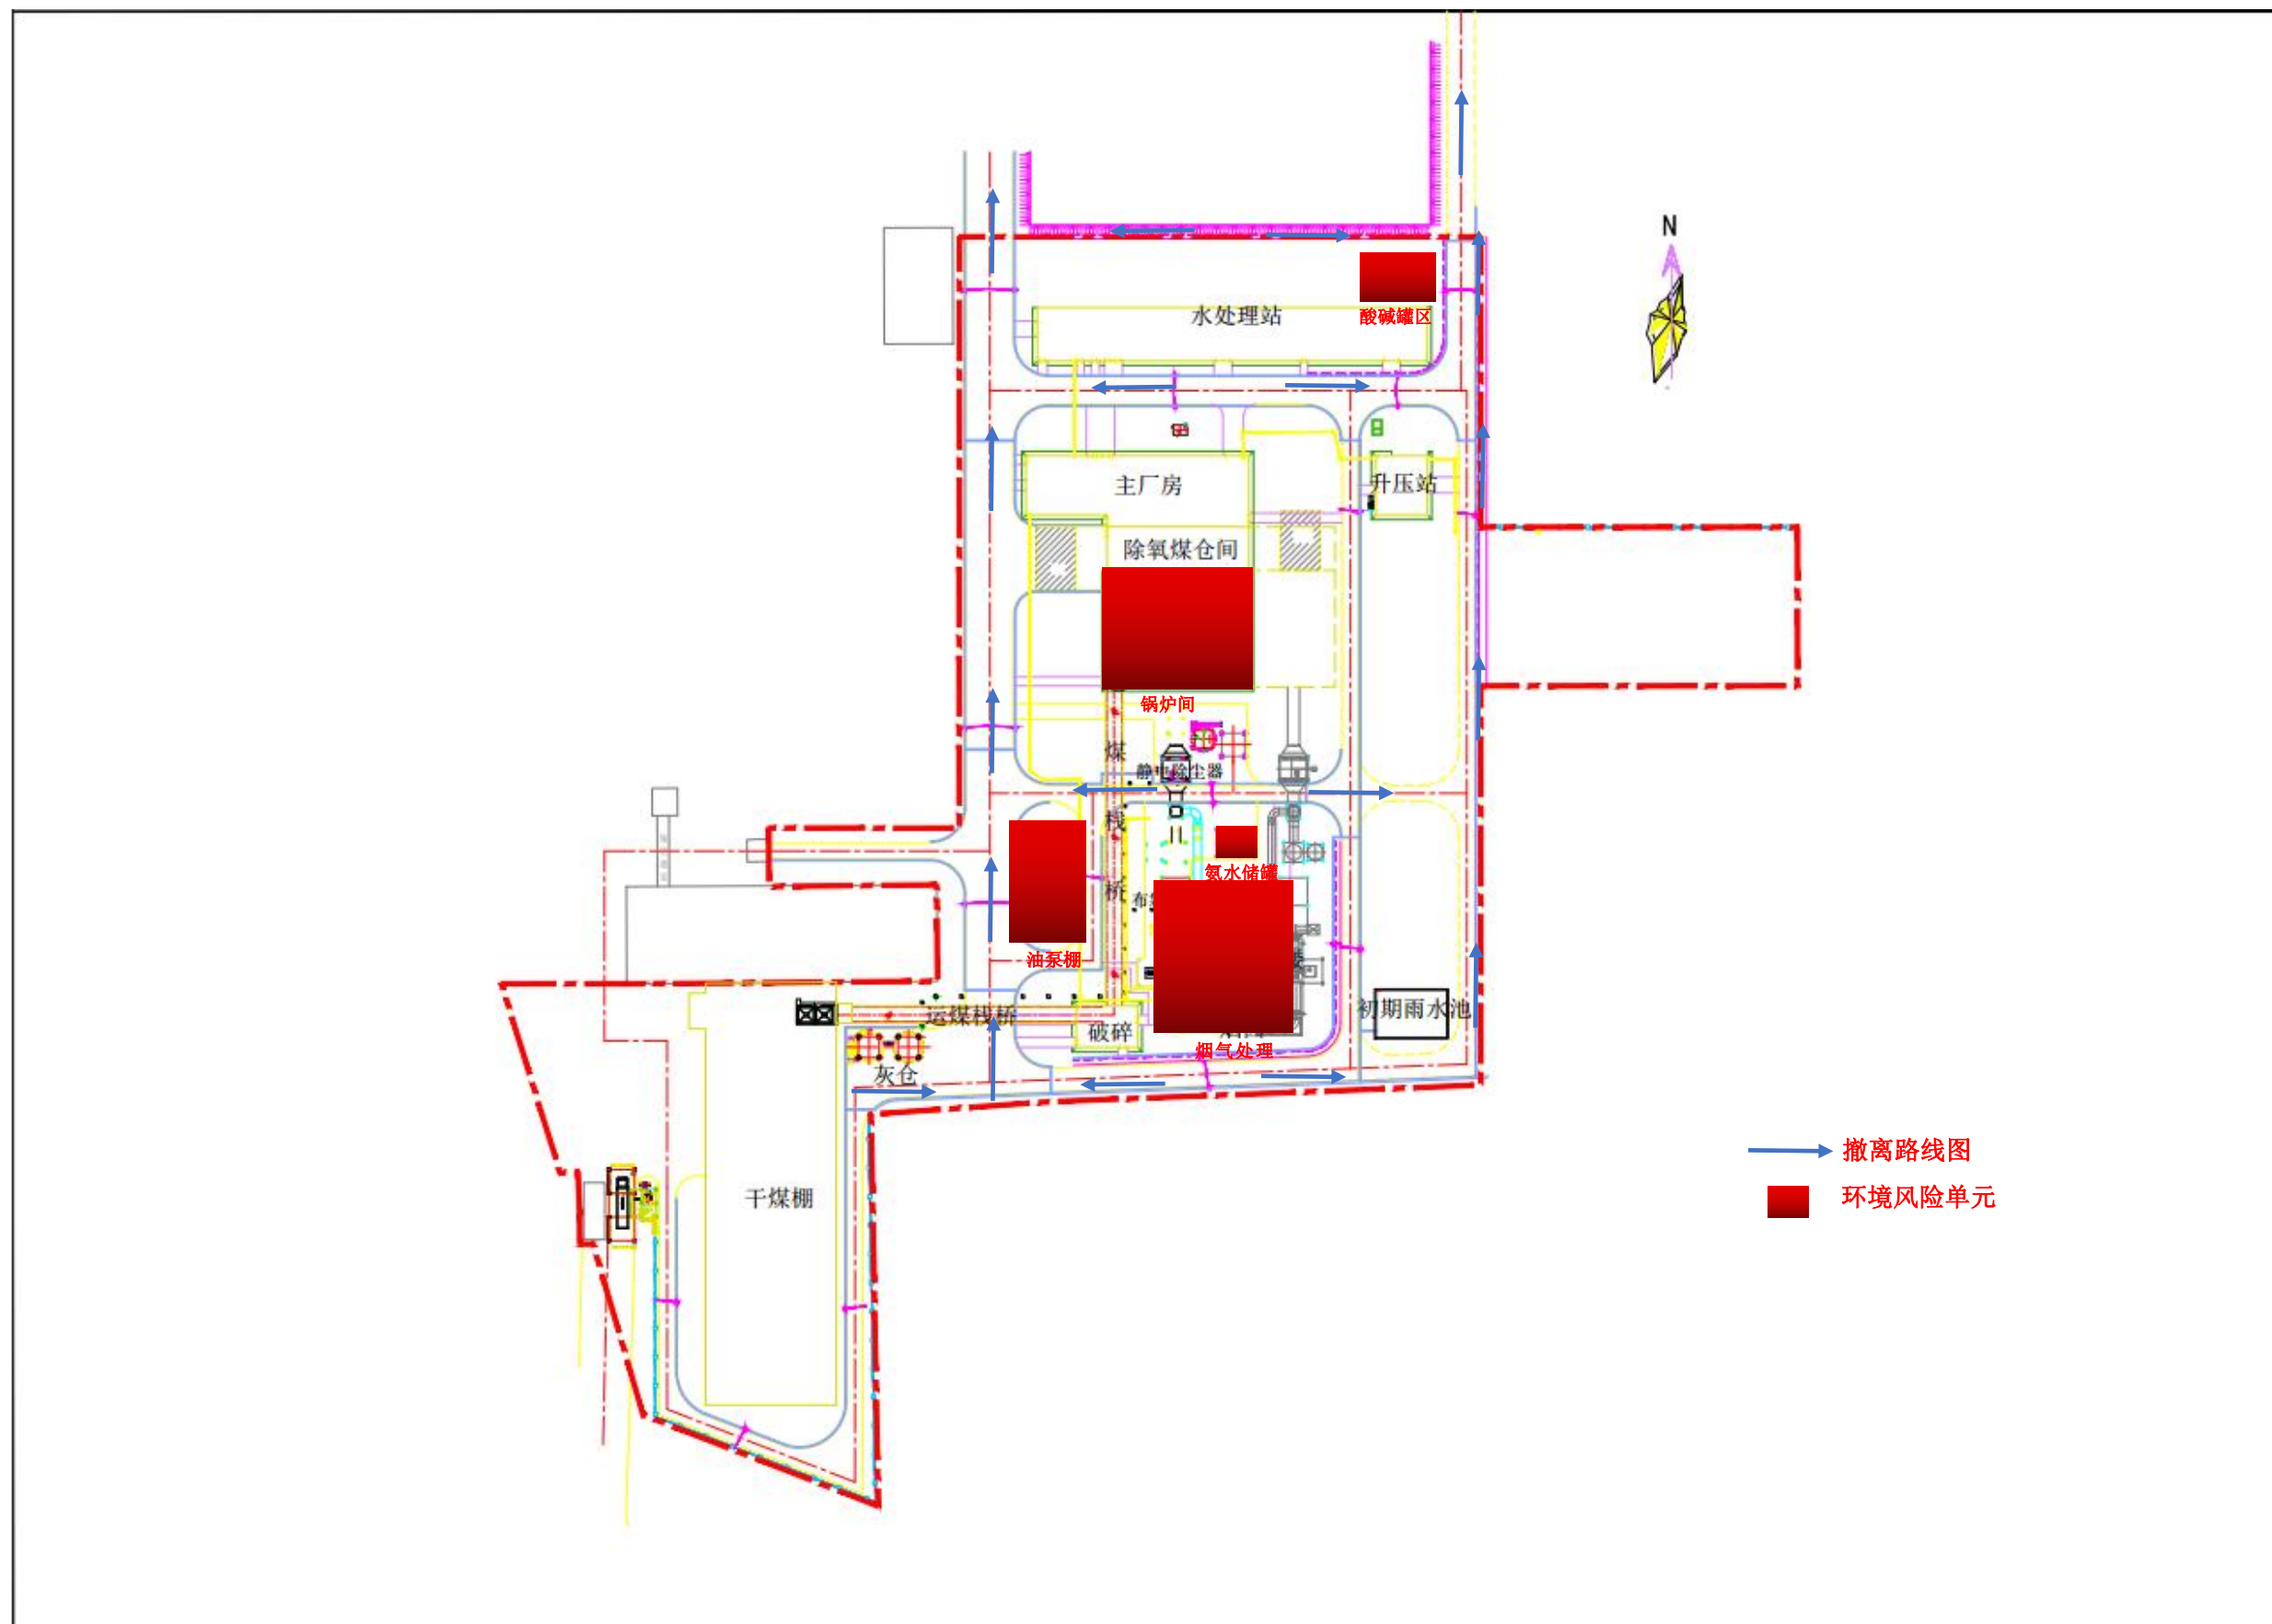 N
水处理站
酸碱罐区
主厂房
升压站
除氧煤仓间
锅炉间
煤
静电除尘器
栈
氨水储罐
桥
布
油泵棚
初期雨水池
运煤栈桥
破碎
烟气处理
灰仓
撤离路线图
干煤棚
环境风险单元